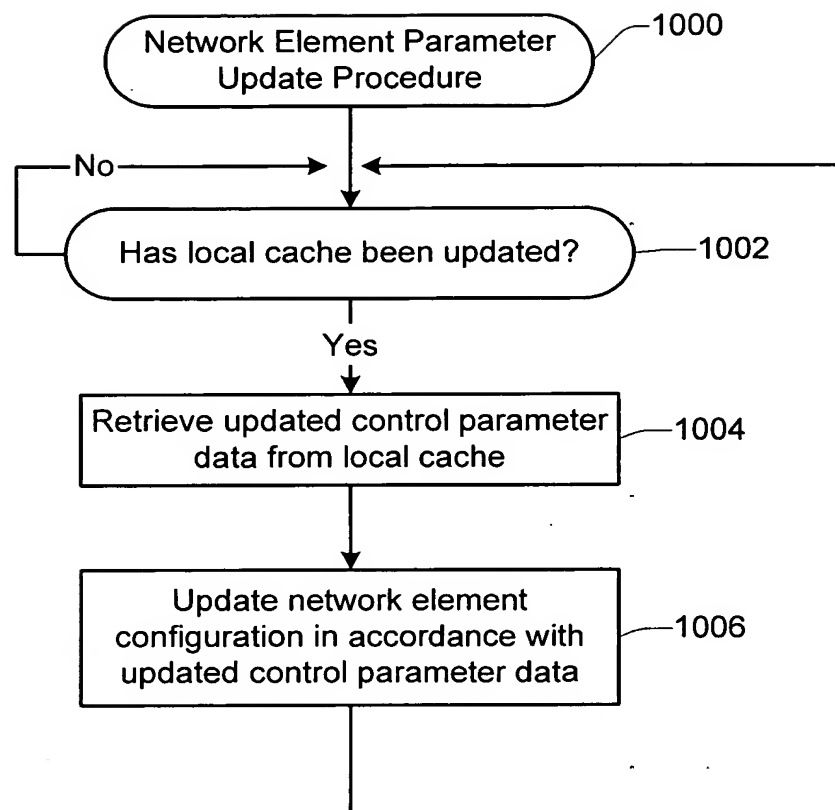 Network Element Parameter
Update Procedure
1000
No
Has local cache been updated?
1002
Yes
Retrieve updated control parameter
data from local cache
1004
Update network element
configuration in accordance with
updated control parameter data
1006